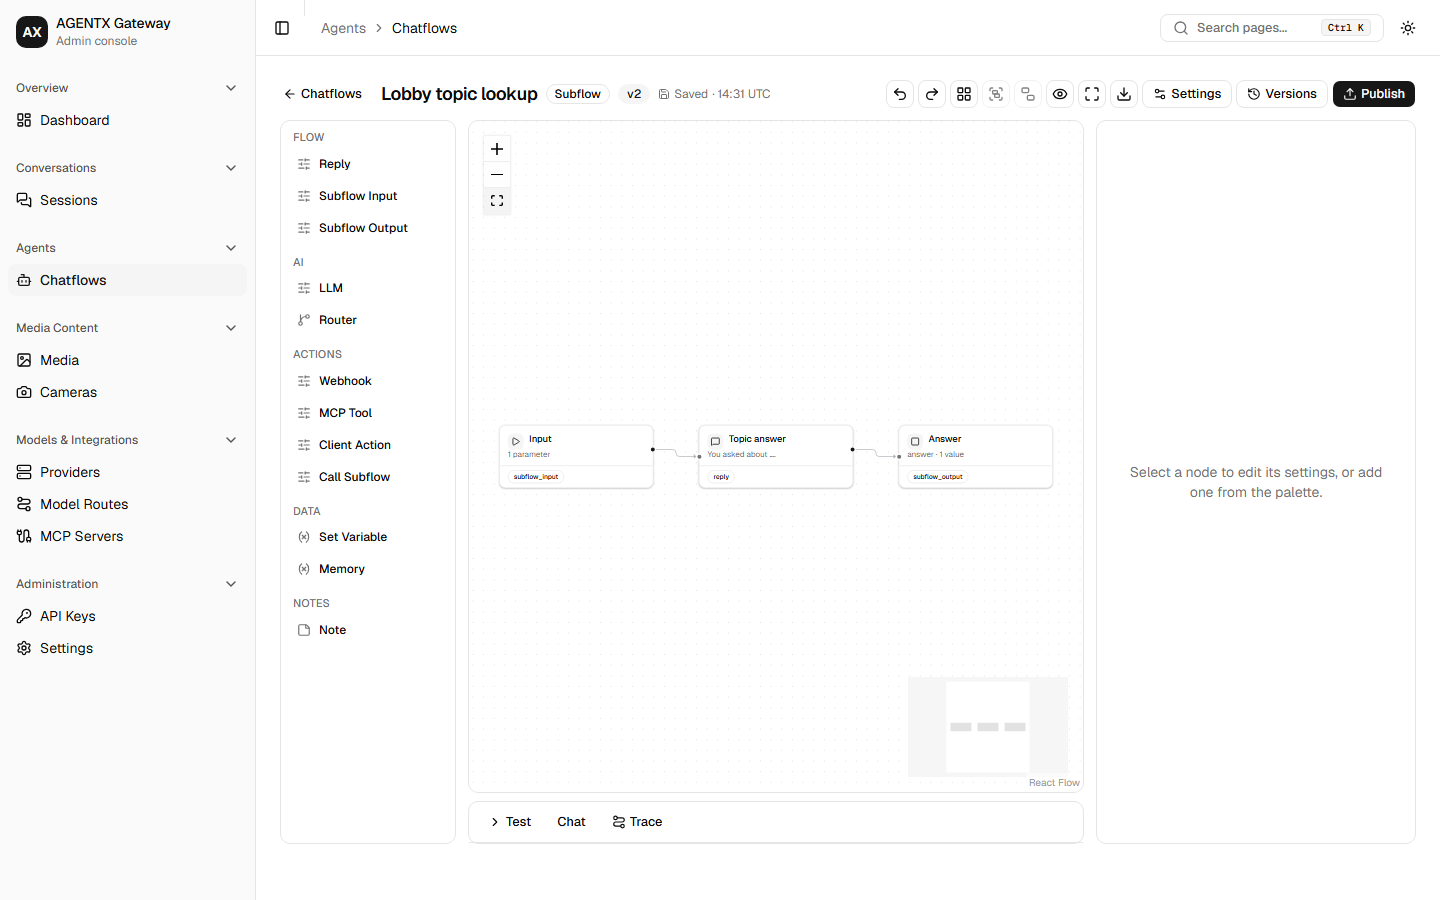 AX
AGENTX Gateway
Admin console
Overview
Dashboard
Conversations
Sessions
Agents
Chatflows
Media Content
Media
Cameras
Models & Integrations
Providers
Model Routes
MCP Servers
Administration
API Keys
Settings
Agents > Chatflows
Search pages... Ctrl K
Chatflows
Lobby topic lookup
Subflow
v2
Saved · 14:31 UTC
Settings
Versions
Publish
FLOW
Reply
Subflow Input
Subflow Output
AI
LLM
Router
ACTIONS
Webhook
MCP Tool
Client Action
Call Subflow
DATA
Set Variable
Memory
NOTES
Note
Input
1 parameter
subflow_input
Topic answer
You asked about ...
reply
Answer
answer · 1 value
subflow_output
React Flow
Test
Chat
Trace
Select a node to edit its settings, or add
one from the palette.